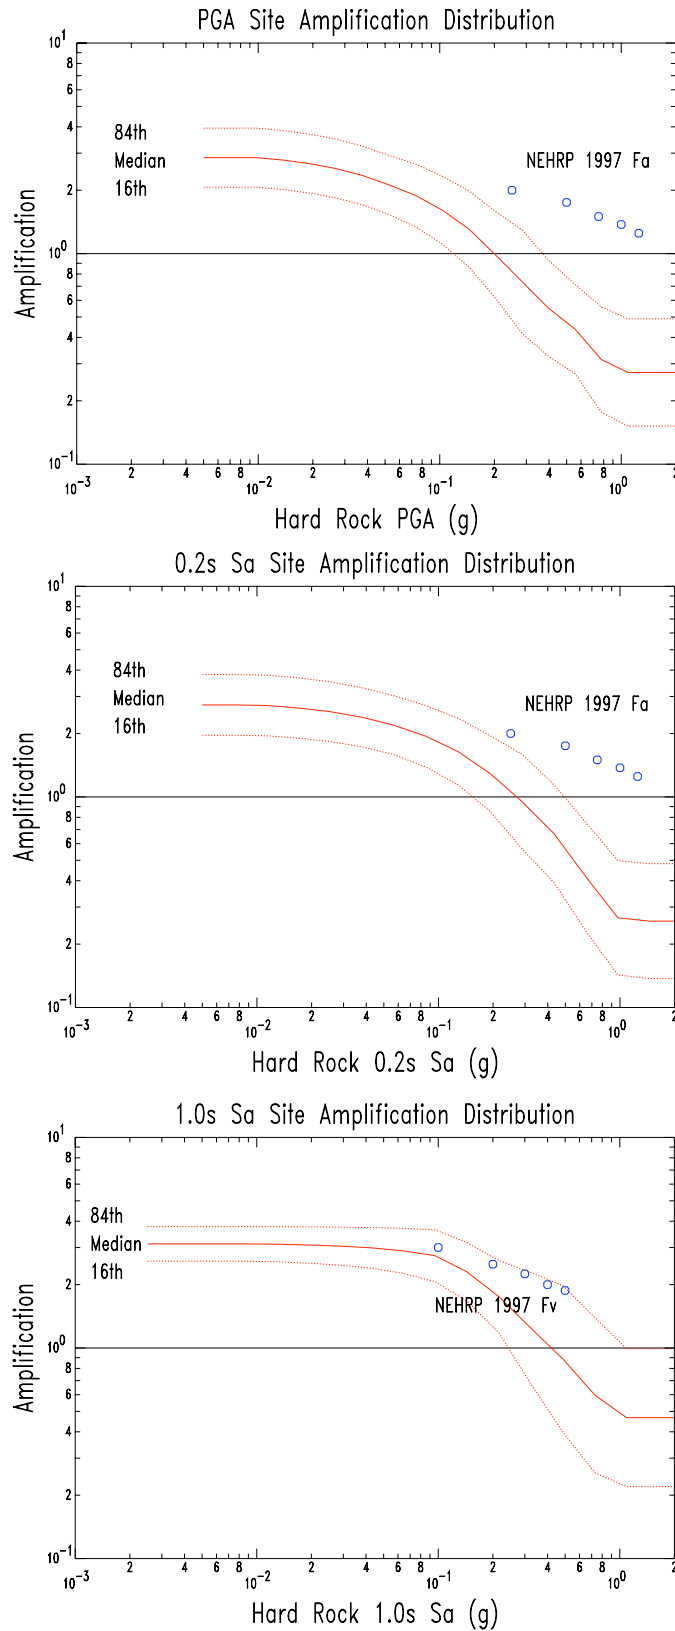 PGA Site Amplification Distribution
10^1
8
6
4
2
10^0
8
6
4
2
10^-1
Amplification
84th
Median
16th
NEHRP 1997 Fa
2 4 6 8 2 4 6 8 2 4 6 8 2
10^-3 10^-2 10^-1 10^0
Hard Rock PGA (g)
0.2s Sa Site Amplification Distribution
10^1
8
6
4
2
10^0
8
6
4
2
10^-1
Amplification
84th
Median
16th
NEHRP 1997 Fa
2 4 6 8 2 4 6 8 2 4 6 8 2
10^-3 10^-2 10^-1 10^0
Hard Rock 0.2s Sa (g)
1.0s Sa Site Amplification Distribution
10^1
8
6
4
2
10^0
8
6
4
2
10^-1
Amplification
84th
Median
16th
NEHRP 1997 Fv
2 4 6 8 2 4 6 8 2 4 6 8 2
10^-3 10^-2 10^-1 10^0
Hard Rock 1.0s Sa (g)